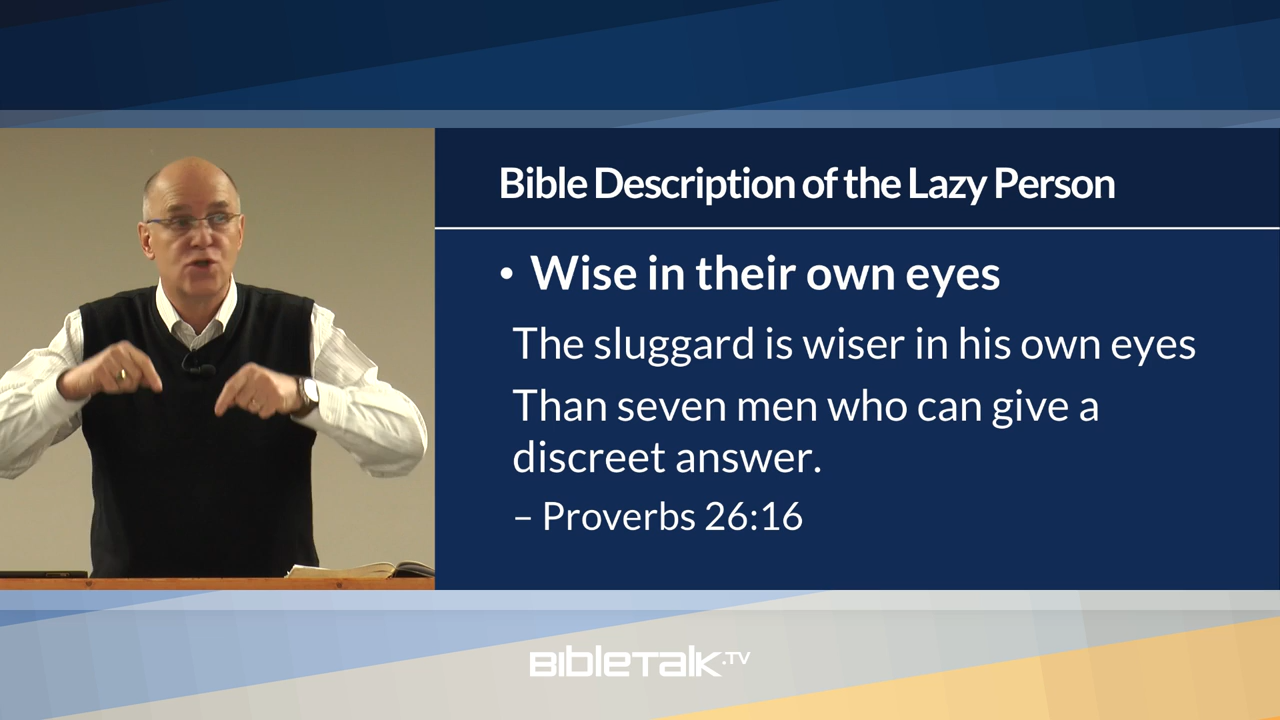 Bible Description of the Lazy Person
• Wise in their own eyes
The sluggard is wiser in his own eyes
Than seven men who can give a
discreet answer.
– Proverbs 26:16
BibleTalk.TV